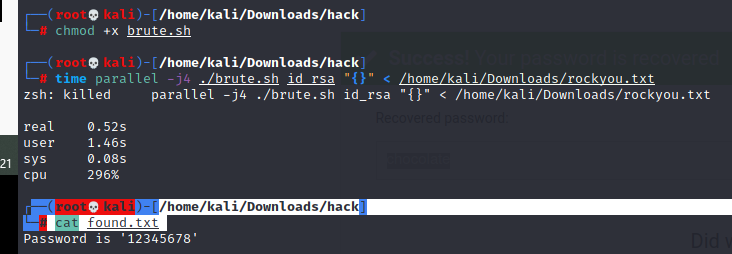 ┌──(root💀kali)-[/home/kali/Downloads/hack]
└─# chmod +x brute.sh
┌──(root💀kali)-[/home/kali/Downloads/hack]
└─# time parallel -j4 ./brute.sh id_rsa "{}" < /home/kali/Downloads/rockyou.txt
zsh: killed     parallel -j4 ./brute.sh id_rsa "{}" < /home/kali/Downloads/rockyou.txt
Recovered password
real    0.52s
user    1.46s
sys     0.08s
21
cpu     296%
┌──(root💀kali)-[/home/kali/Downloads/hack]
└─# cat found.txt
Password is '12345678'
Did